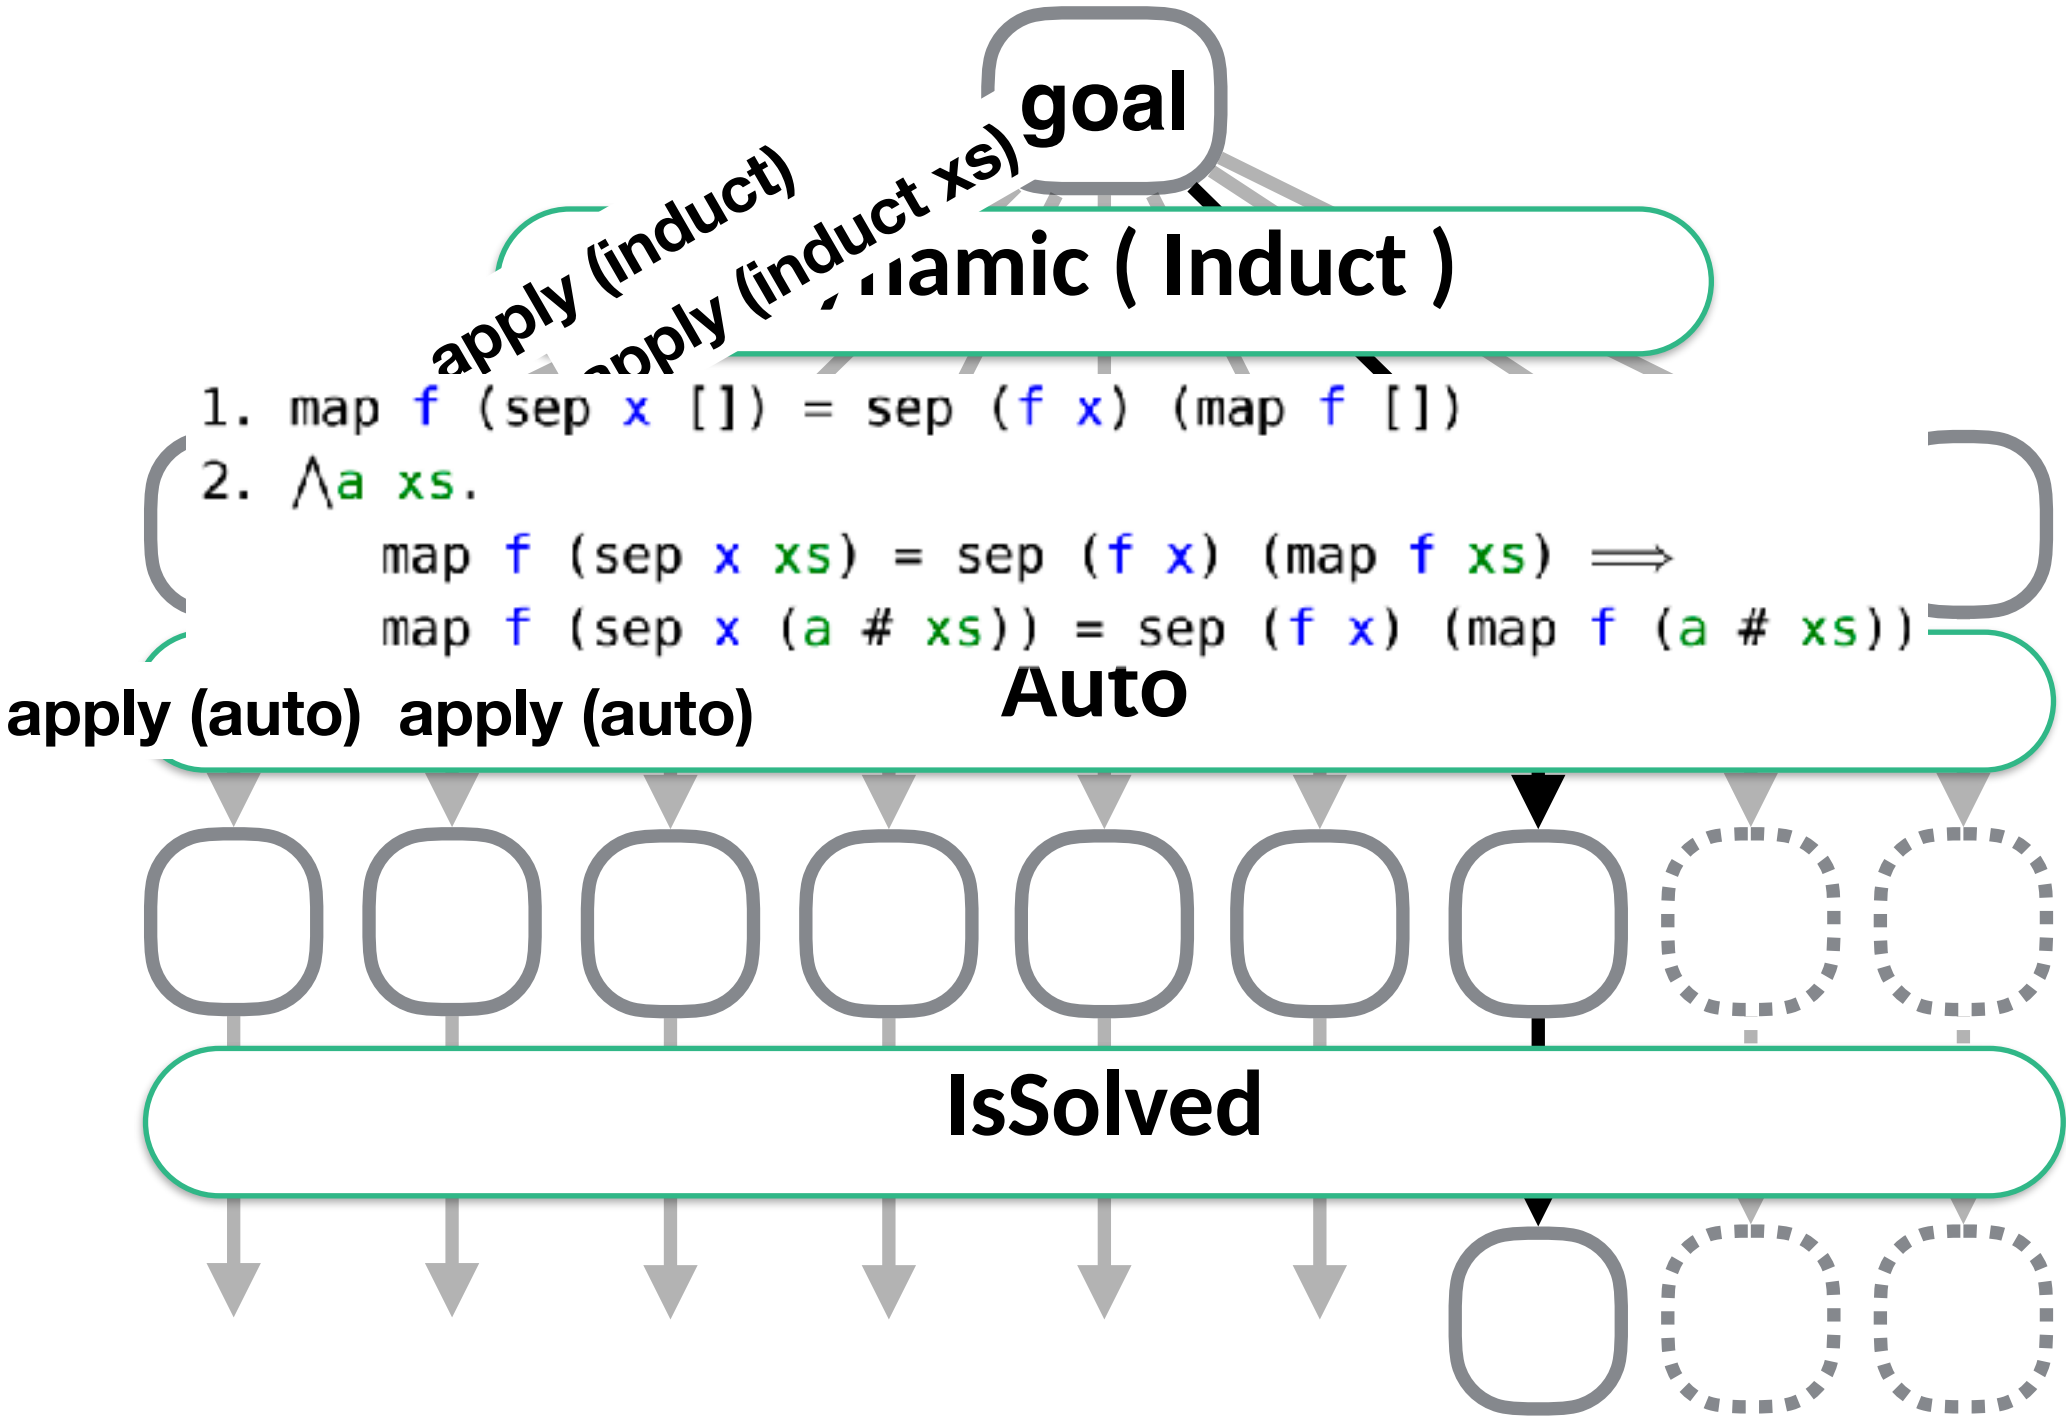 goal
apply (induct)
apply (induct xs)
namic ( Induct )
1. map f (sep x []) = sep (f x) (map f [])
2. ⋀a xs.
map f (sep x xs) = sep (f x) (map f xs) ⟹
map f (sep x (a # xs)) = sep (f x) (map f (a # xs))
Auto
apply (auto) apply (auto)
IsSolved